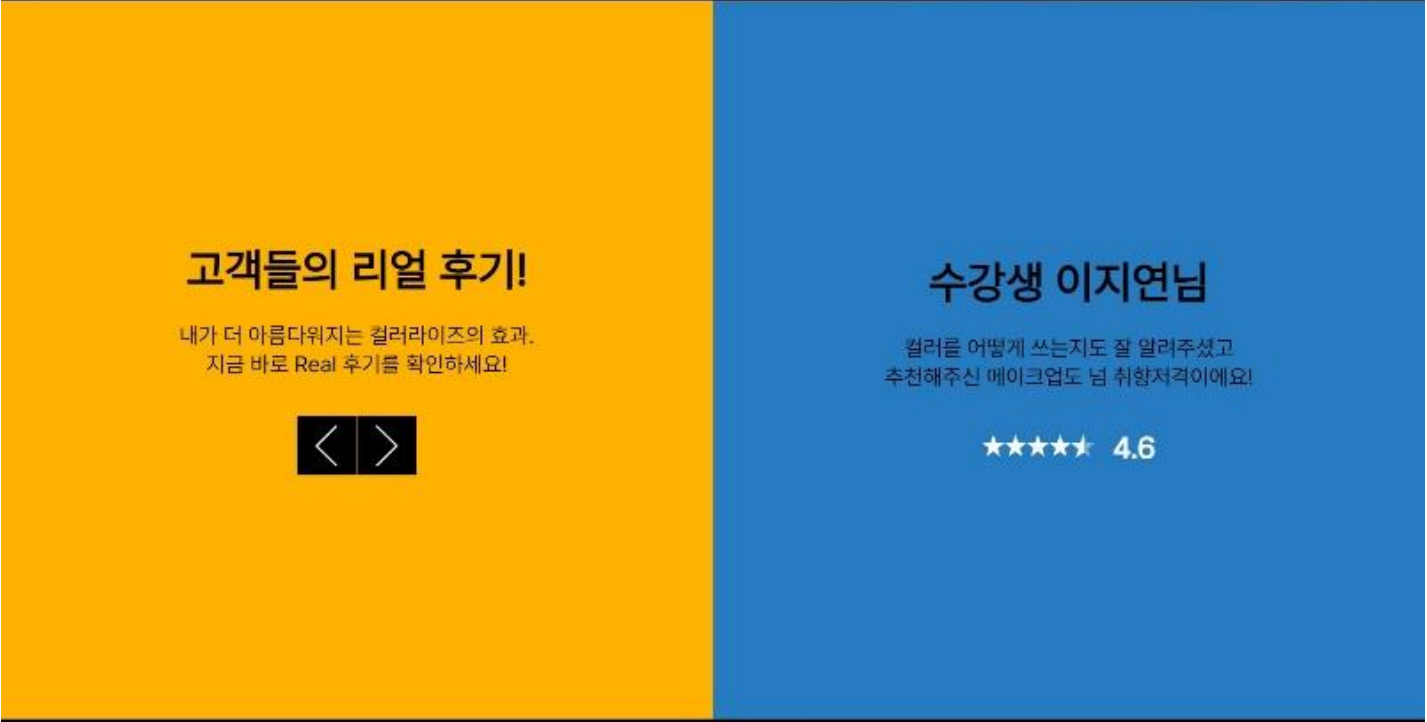 고객들의 리얼 후기!
내가 더 아름다워지는 컬러라이즈의 효과.
지금 바로 Real 후기를 확인하세요!
수강생 이지연님
컬러를 어떻게 쓰는지도 잘 알려주셨고
추천해주신 메이크업도 넘 취향저격이에요!
4.6